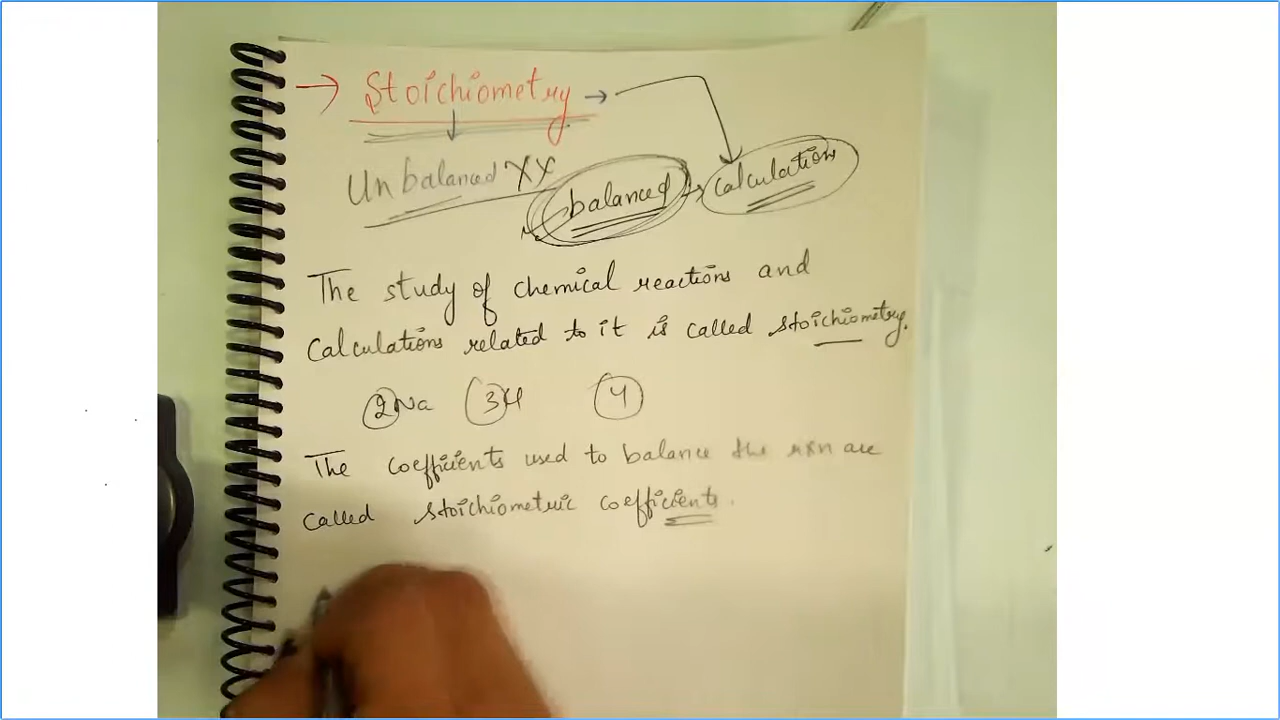 → Stoichiometry →
Unbalanced XX balanced → calculation
The study of chemical reactions and
Calculations related to it is called stoichiometry.
2Na 3H 4
The coefficients used to balance the rxn are
called stoichiometric coefficients.